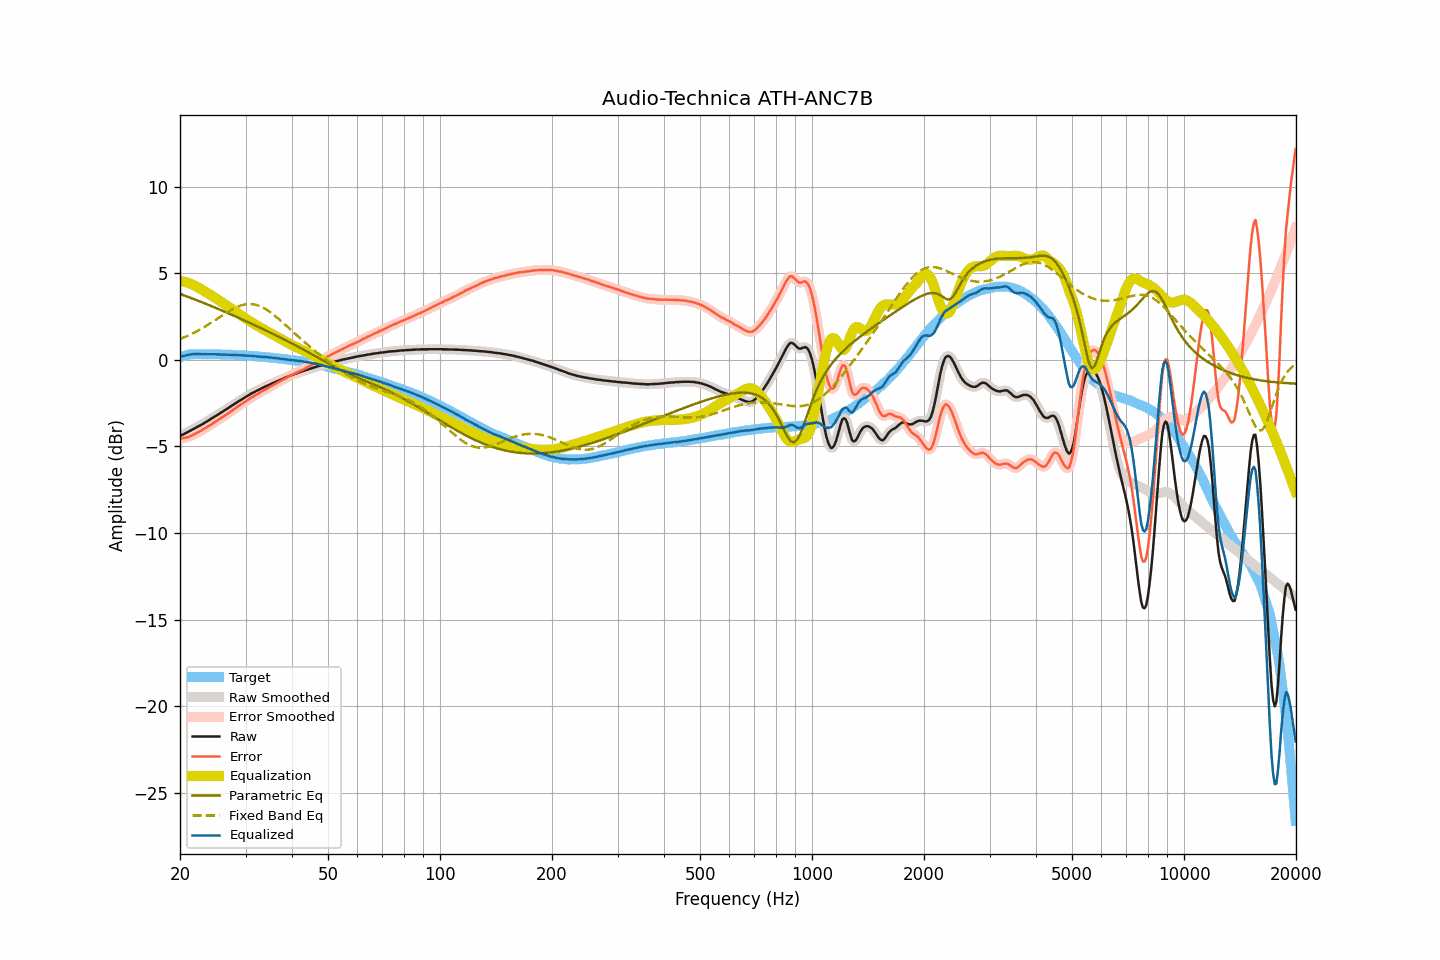 Audio-Technica ATH-ANC7B
10
5
0
−5
−10
−15
−20
−25
Amplitude (dBr)
Target
Raw Smoothed
Error Smoothed
Raw
Error
Equalization
Parametric Eq
Fixed Band Eq
Equalized
20 50 100 200 500 1000 2000 5000 10000 20000
Frequency (Hz)